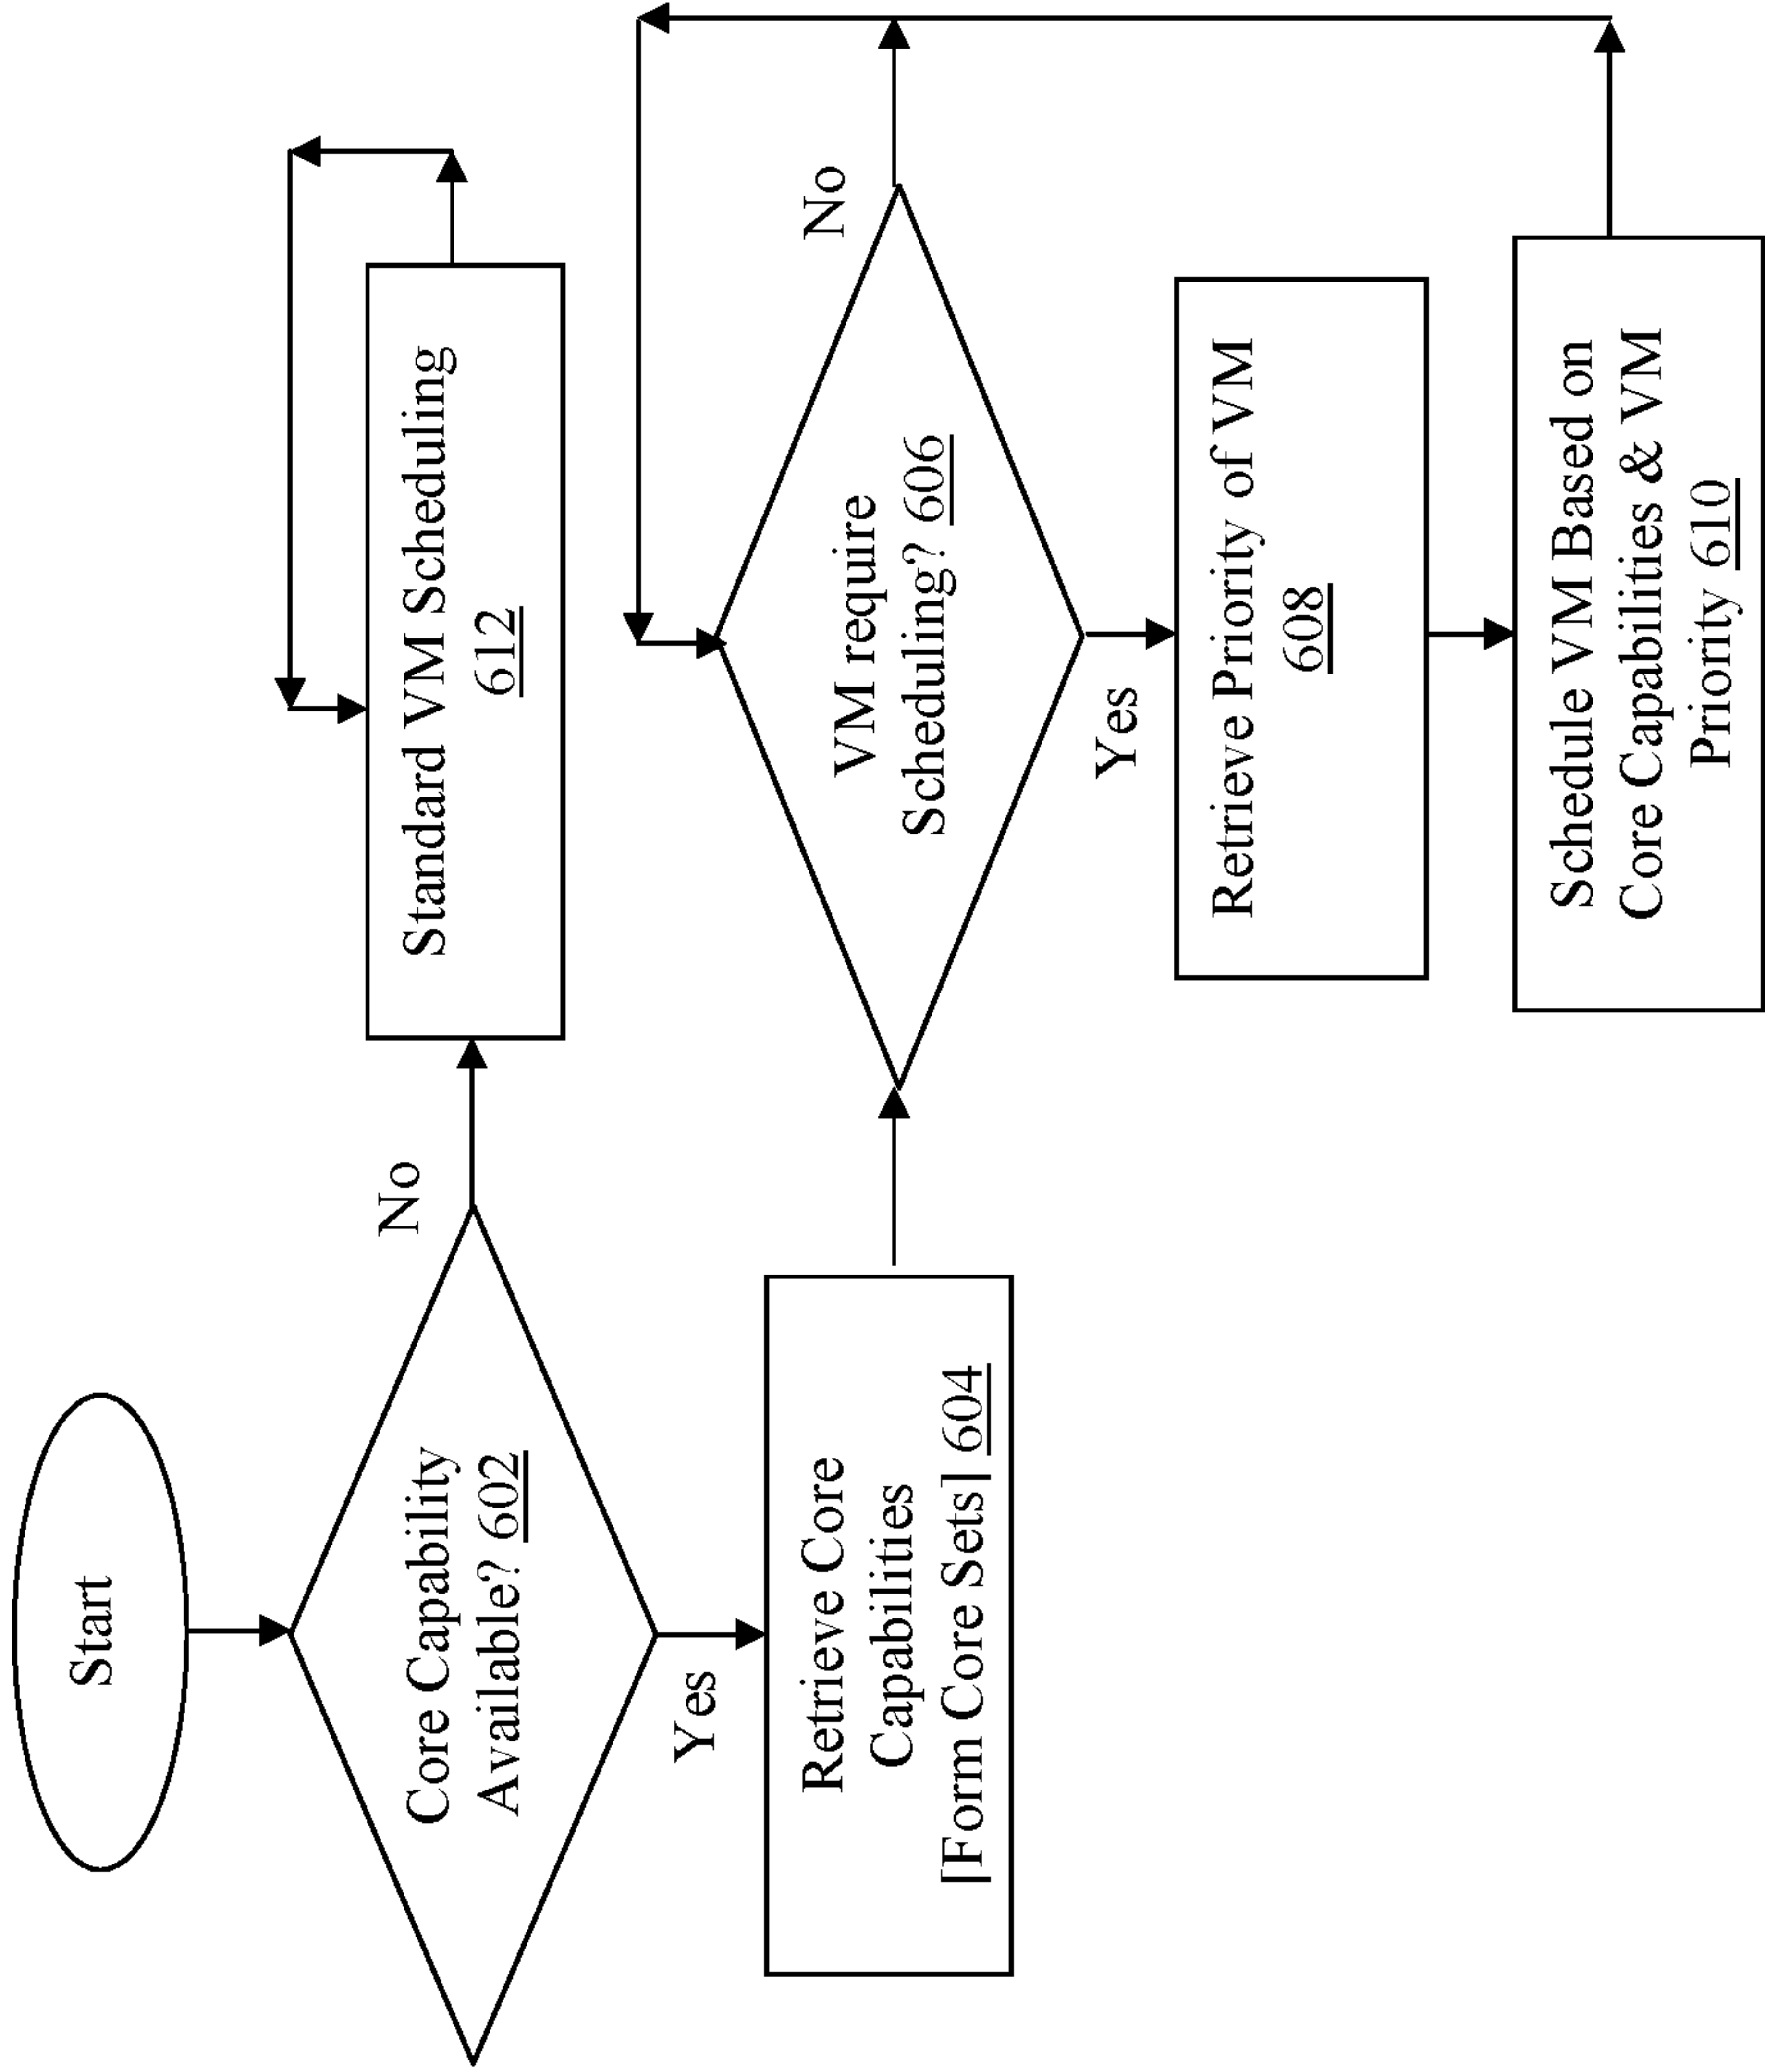 Start
Core Capability
Available? 602
No
Yes
Standard VM Scheduling
612
Retrieve Core
Capabilities
[Form Core Sets] 604
VM require
Scheduling? 606
No
Yes
Retrieve Priority of VM
608
Schedule VM Based on
Core Capabilities & VM
Priority 610